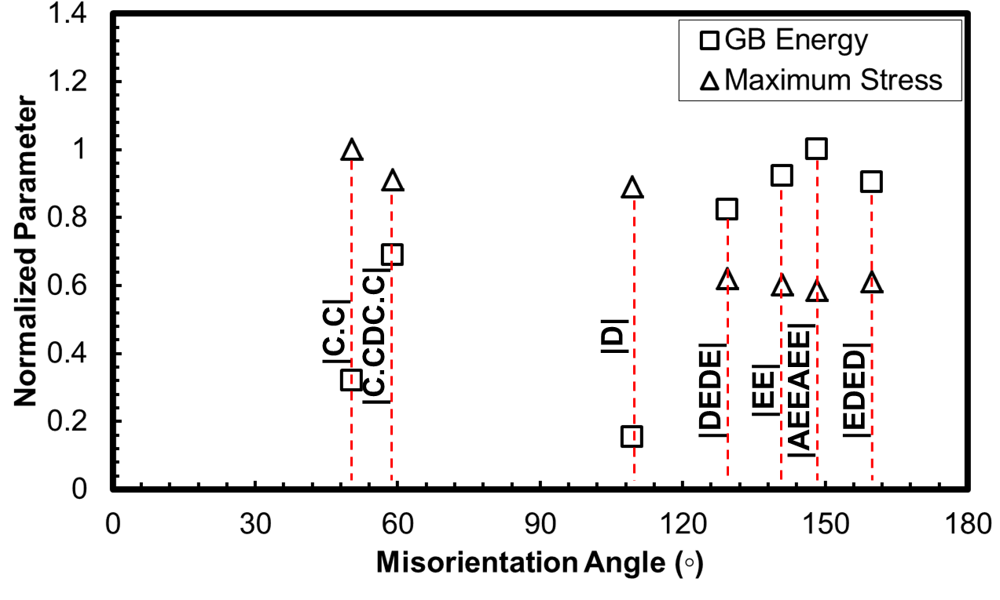 1.4
1.2
1
0.8
0.6
0.4
0.2
0
Normalized Parameter
GB Energy
Maximum Stress
|C.C|
|C.CDC.C|
|D|
|DEDE|
|EE|
|AEEAEE|
|EDED|
0 30 60 90 120 150 180
Misorientation Angle (◦)